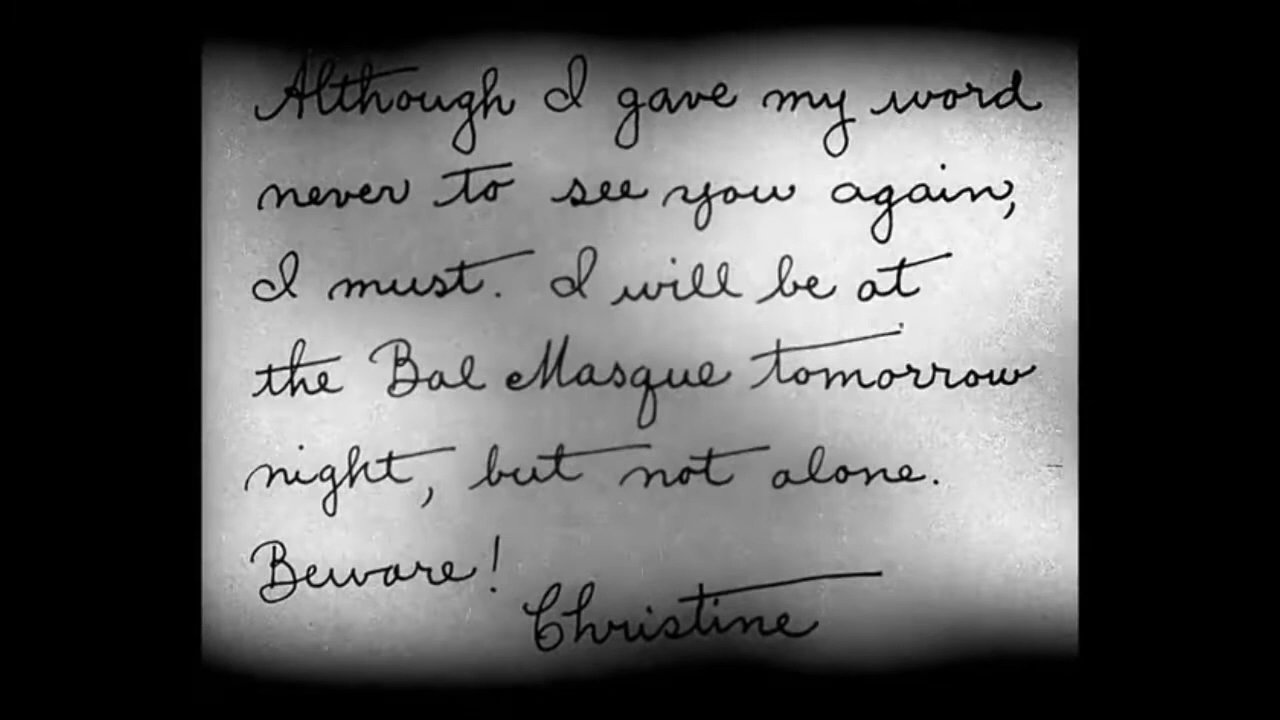 Although I gave my word
never to see you again,
I must. I will be at
the Bal Masque tomorrow
night, but not alone.
Beware!
Christine